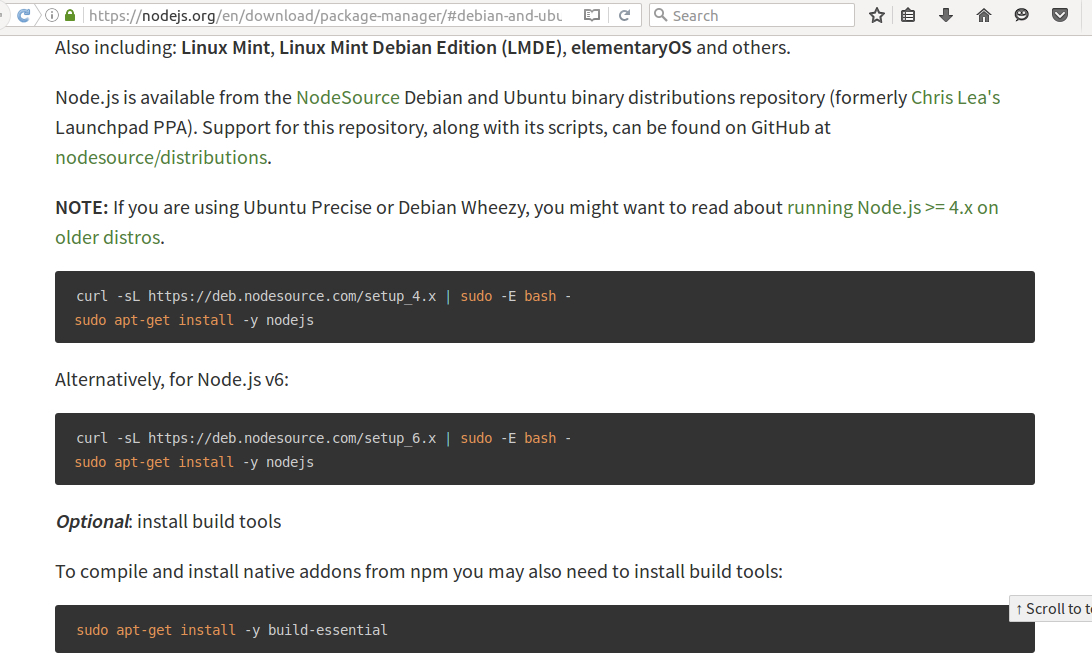 https://nodejs.org/en/download/package-manager/#debian-and-ubu
Search
Also including: Linux Mint, Linux Mint Debian Edition (LMDE), elementaryOS and others.
Node.js is available from the NodeSource Debian and Ubuntu binary distributions repository (formerly Chris Lea's
Launchpad PPA). Support for this repository, along with its scripts, can be found on GitHub at
nodesource/distributions.
NOTE: If you are using Ubuntu Precise or Debian Wheezy, you might want to read about running Node.js >= 4.x on
older distros.
curl -sL https://deb.nodesource.com/setup_4.x | sudo -E bash -
sudo apt-get install -y nodejs
Alternatively, for Node.js v6:
curl -sL https://deb.nodesource.com/setup_6.x | sudo -E bash -
sudo apt-get install -y nodejs
Optional: install build tools
To compile and install native addons from npm you may also need to install build tools:
↑ Scroll to to
sudo apt-get install -y build-essential